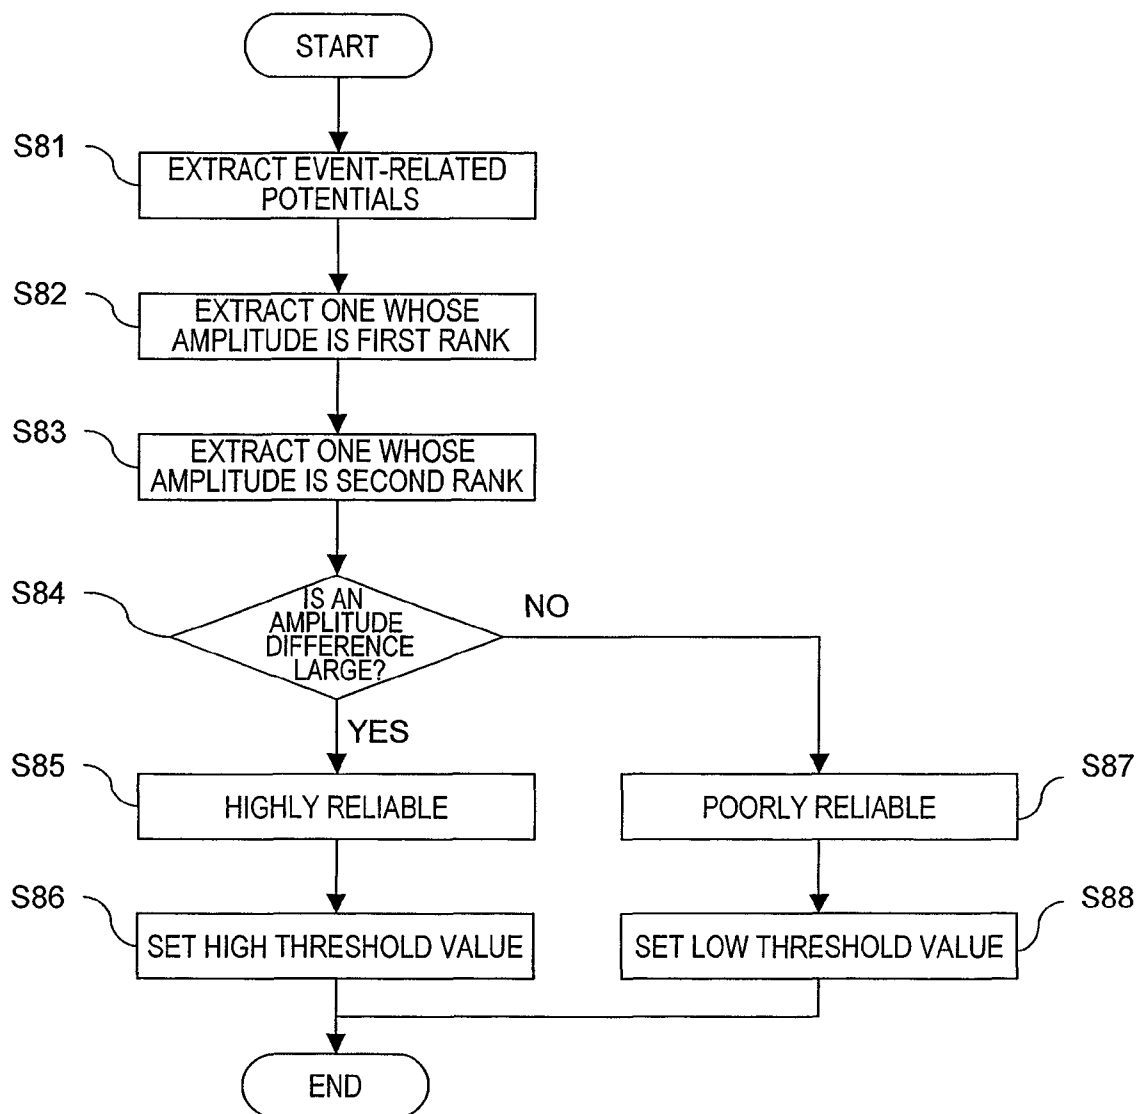 START
S81
EXTRACT EVENT-RELATED
POTENTIALS
S82
EXTRACT ONE WHOSE
AMPLITUDE IS FIRST RANK
S83
EXTRACT ONE WHOSE
AMPLITUDE IS SECOND RANK
S84
IS AN
AMPLITUDE
DIFFERENCE
LARGE?
NO
YES
S85
HIGHLY RELIABLE
S87
POORLY RELIABLE
S86
SET HIGH THRESHOLD VALUE
S88
SET LOW THRESHOLD VALUE
END